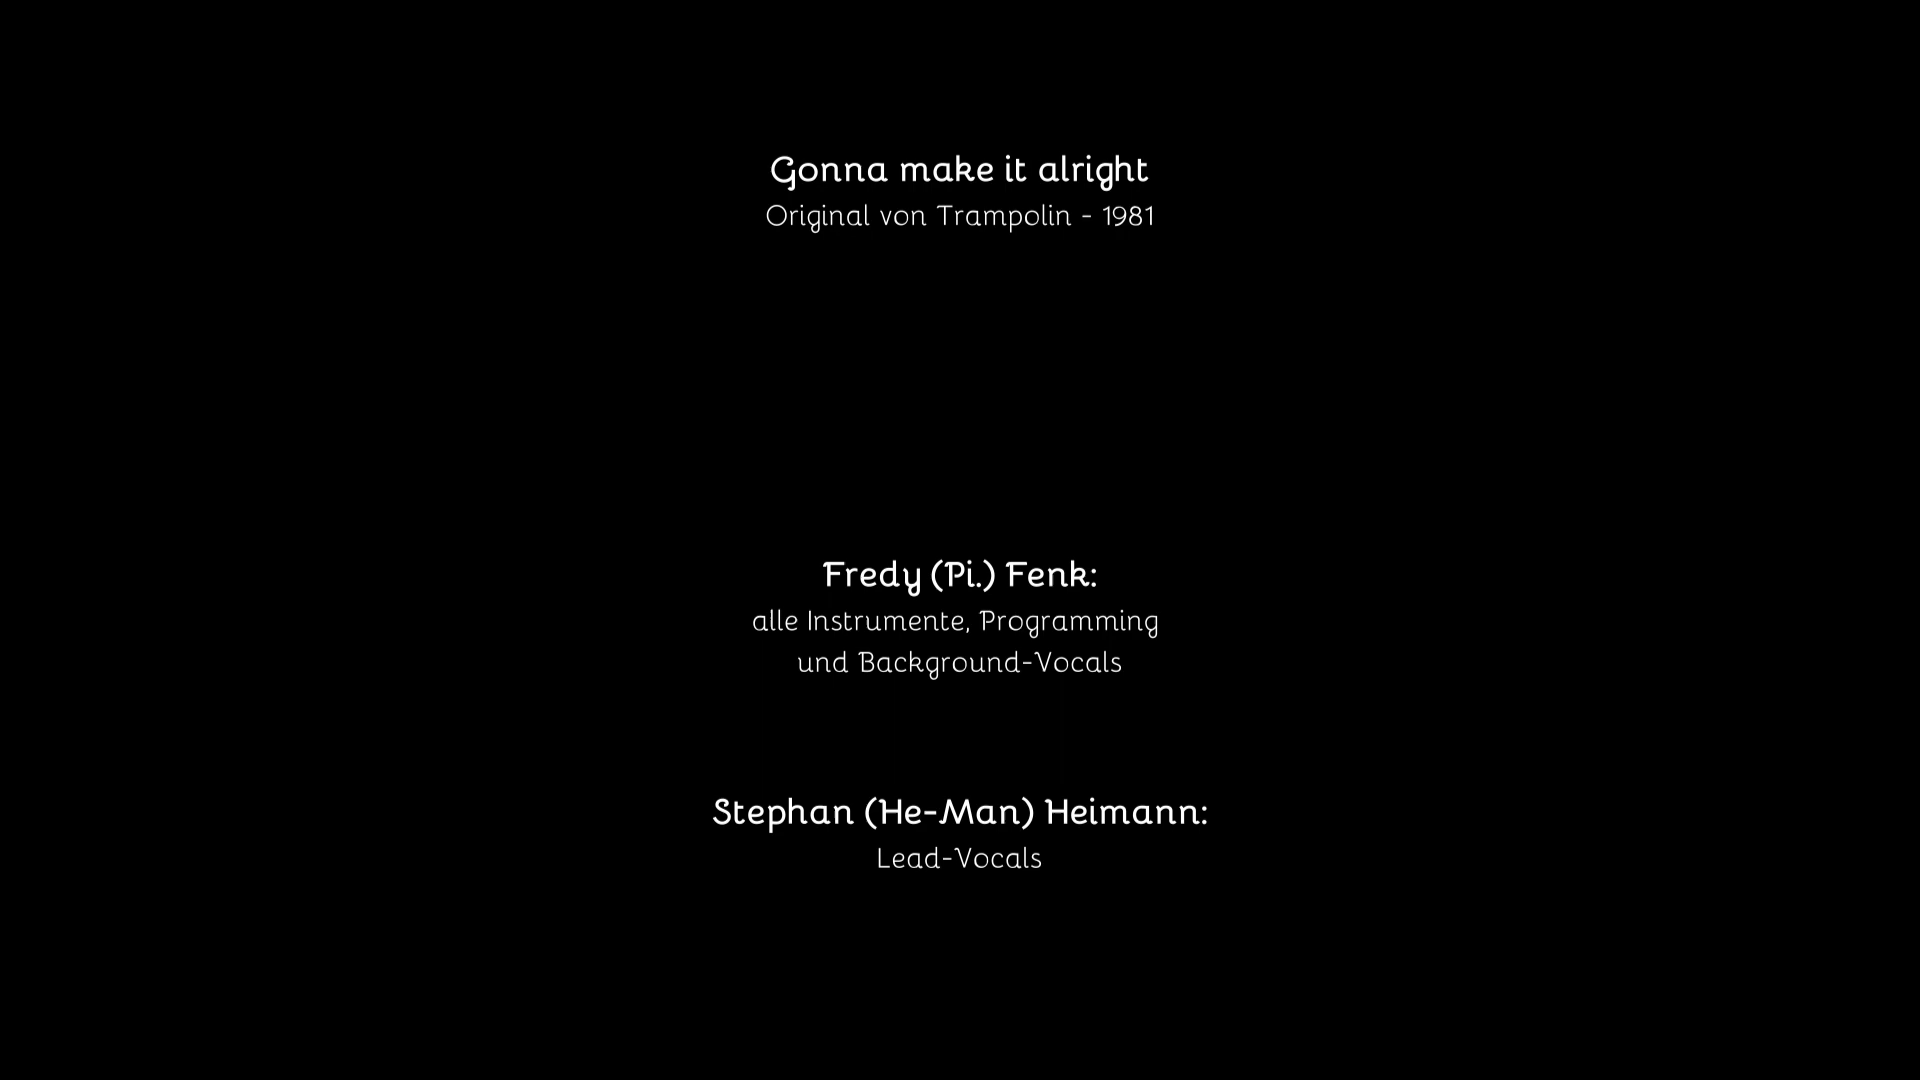 Gonna make it alright
Original von Trampolin - 1981
Fredy (Pi.) Fenk:
alle Instrumente, Programming
und Background-Vocals
Stephan (He-Man) Heimann:
Lead-Vocals